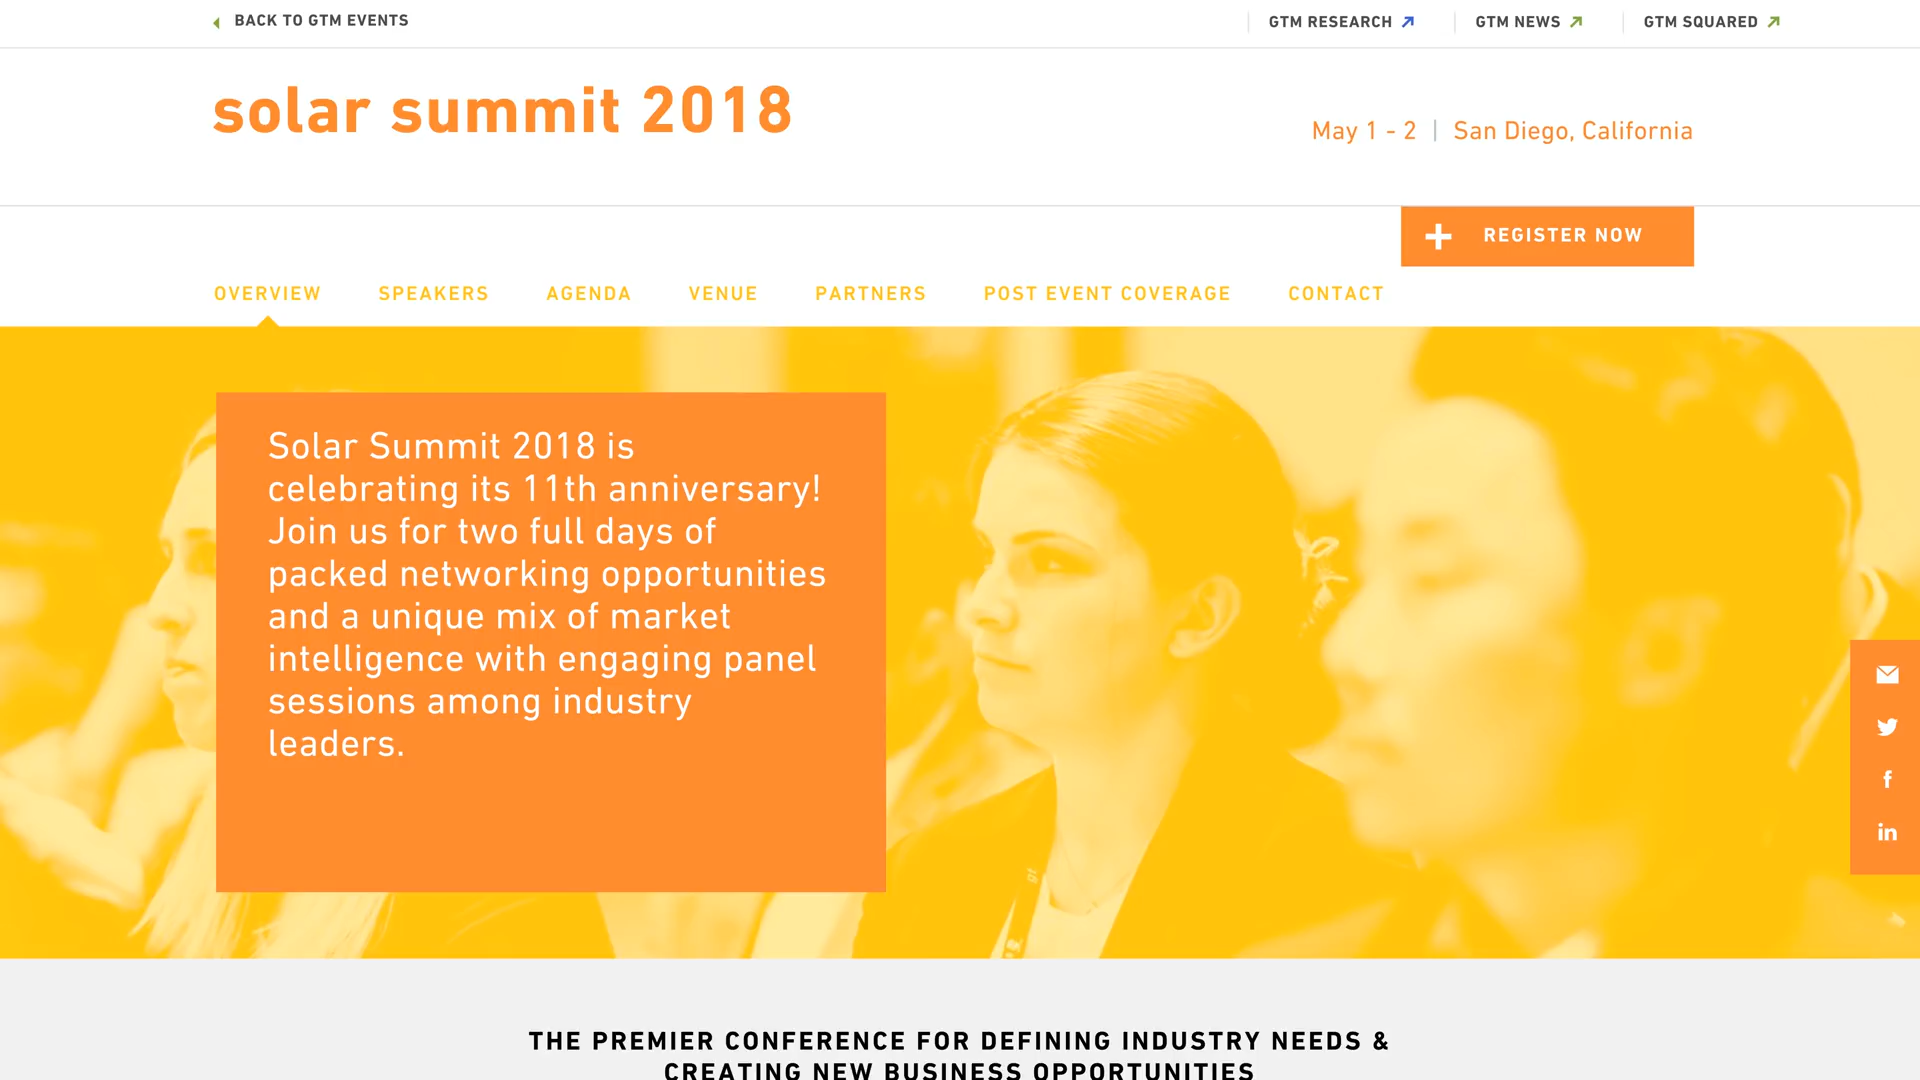 BACK TO GTM EVENTS
GTM RESEARCH
GTM NEWS
GTM SQUARED
solar summit 2018
May 1 - 2 | San Diego, California
REGISTER NOW
OVERVIEW
SPEAKERS
AGENDA
VENUE
PARTNERS
POST EVENT COVERAGE
CONTACT
Solar Summit 2018 is
celebrating its 11th anniversary!
Join us for two full days of
packed networking opportunities
and a unique mix of market
intelligence with engaging panel
sessions among industry
leaders.
THE PREMIER CONFERENCE FOR DEFINING INDUSTRY NEEDS &
CREATING NEW BUSINESS OPPORTUNITIES